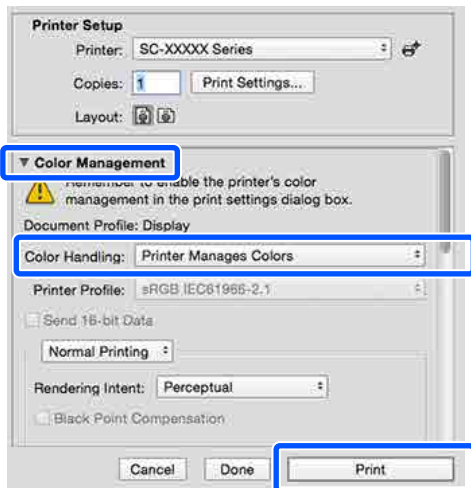 Printer Setup
Printer: SC-XXXXX Series
Copies: 1 Print Settings...
Layout:
▼ Color Management
Remember to enable the printer's color
management in the print settings dialog box.
Document Profile: Display
Color Handling: Printer Manages Colors
Printer Profile: sRGB IEC61966-2.1
Send 16-bit Data
Normal Printing
Rendering Intent: Perceptual
Black Point Compensation
Cancel Done Print